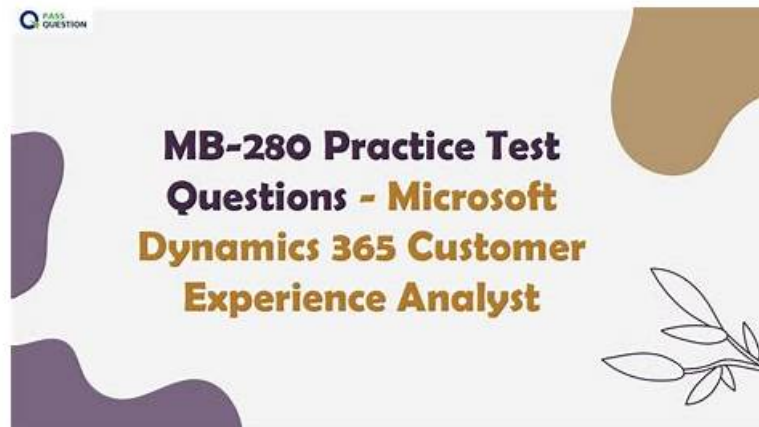 PASS
QUESTION
MB-280 Practice Test
Questions - Microsoft
Dynamics 365 Customer
Experience Analyst